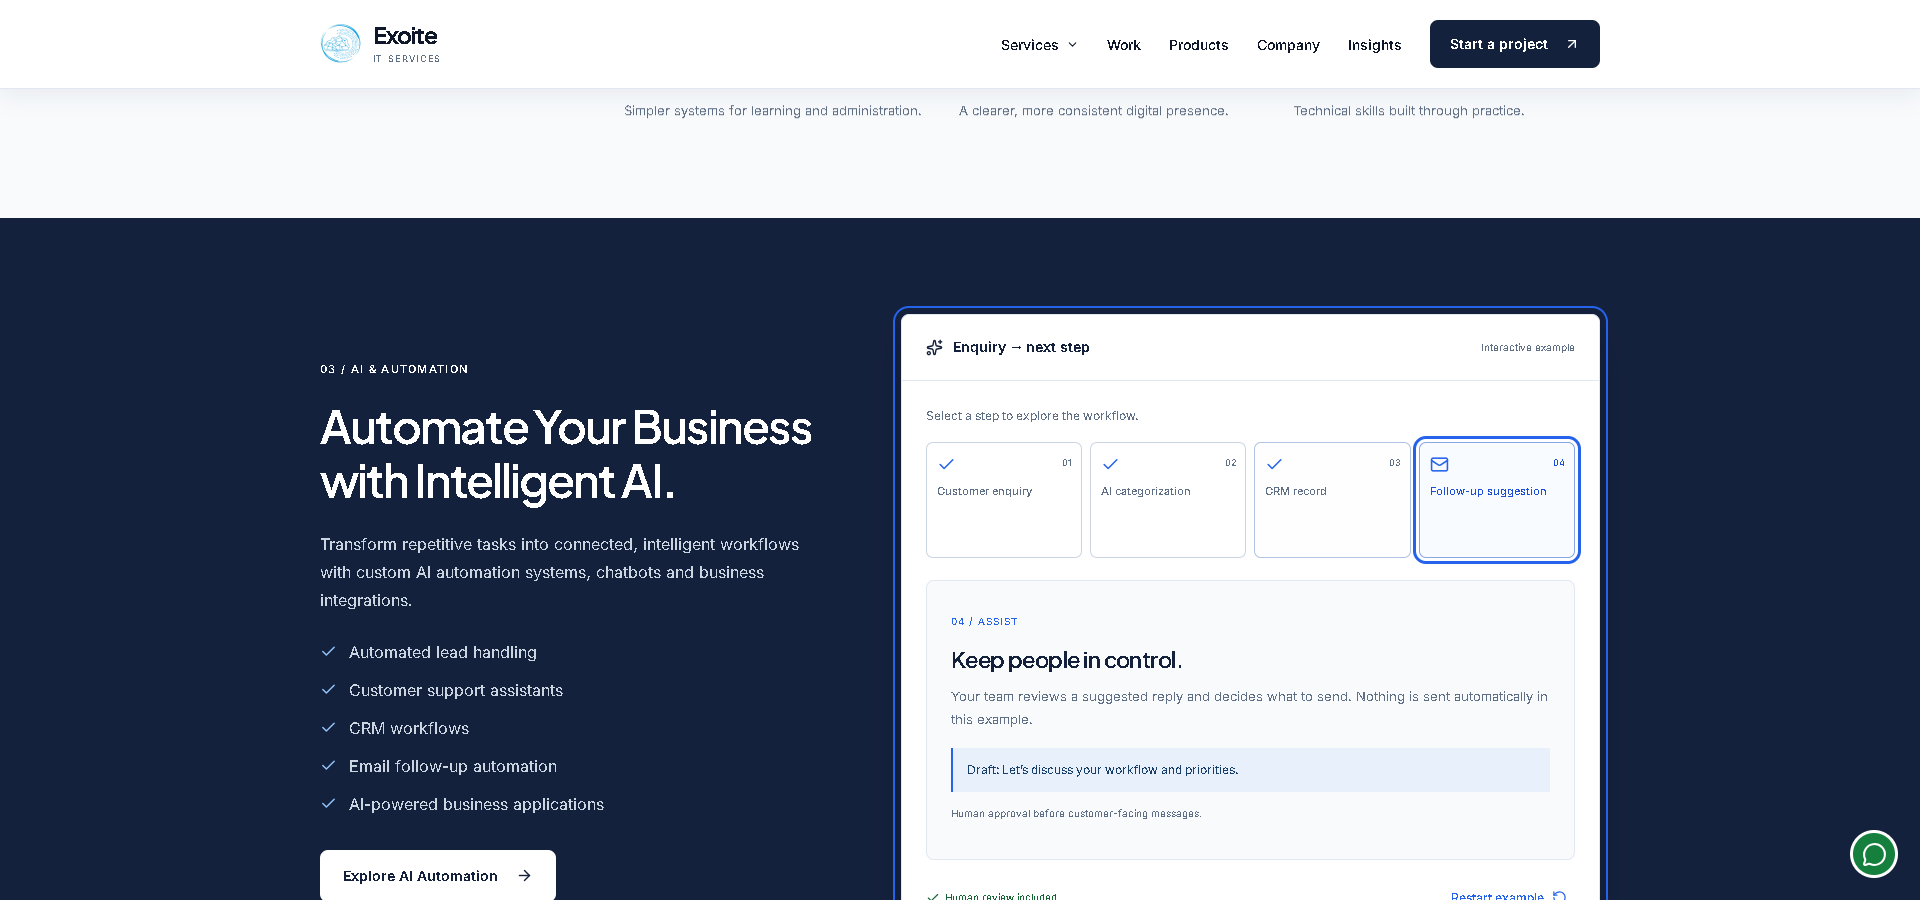 Exoite
IT SERVICES
Services
Work
Products
Company
Insights
Start a project
Simpler systems for learning and administration.
A clearer, more consistent digital presence.
Technical skills built through practice.
03 / AI & AUTOMATION
Automate Your Business
with Intelligent AI.
Transform repetitive tasks into connected, intelligent workflows
with custom AI automation systems, chatbots and business
integrations.
Automated lead handling
Customer support assistants
CRM workflows
Email follow-up automation
AI-powered business applications
Explore AI Automation
Enquiry → next step
Interactive example
Select a step to explore the workflow.
01
Customer enquiry
02
AI categorization
03
CRM record
04
Follow-up suggestion
04 / ASSIST
Keep people in control.
Your team reviews a suggested reply and decides what to send. Nothing is sent automatically in
this example.
Draft: Let's discuss your workflow and priorities.
Human approval before customer-facing messages.
Human review included
Restart example